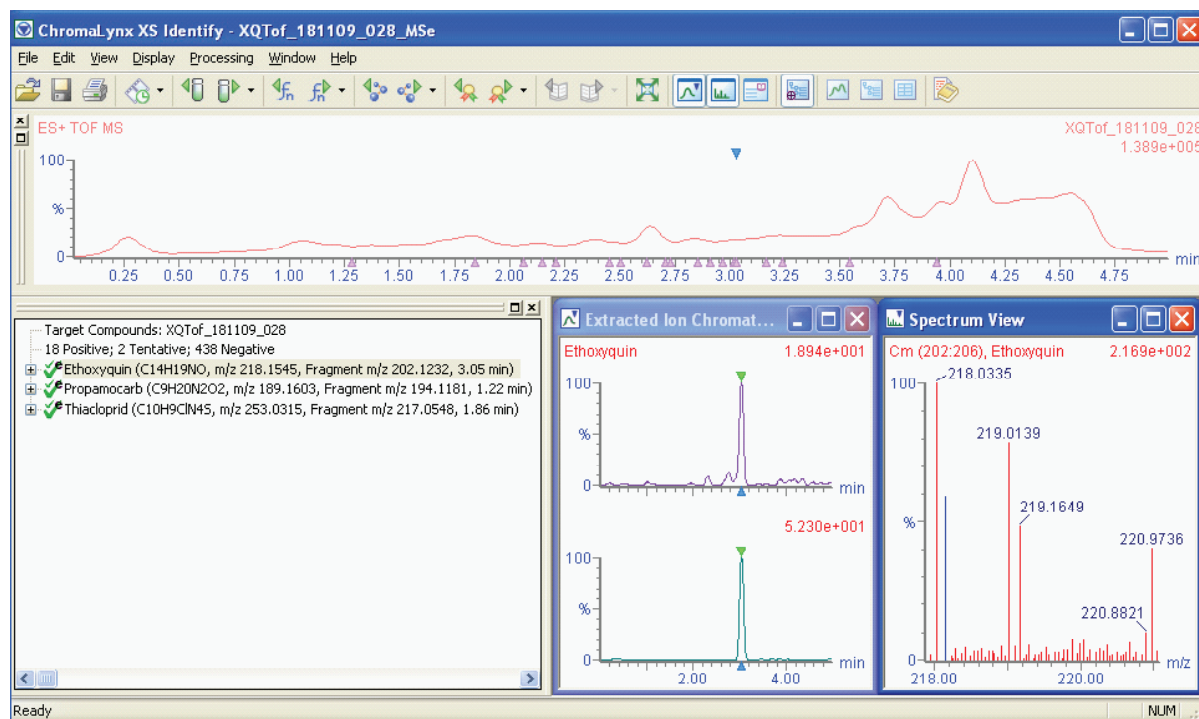 ChromaLynx XS Identify - XQTof_181109_028_MSe
File Edit View Display Processing Window Help
ES+ TOF MS
XQTof_181109_028
1.389e+005
100
%
0
0.25 0.50 0.75 1.00 1.25 1.50 1.75 2.00 2.25 2.50 2.75 3.00 3.25 3.50 3.75 4.00 4.25 4.50 4.75
min
Target Compounds: XQTof_181109_028
18 Positive; 2 Tentative; 438 Negative
Ethoxyquin (C14H19NO, m/z 218.1545, Fragment m/z 202.1232, 3.05 min)
Propamocarb (C9H20N2O2, m/z 189.1603, Fragment m/z 194.1181, 1.22 min)
Thiacloprid (C10H9ClN4S, m/z 253.0315, Fragment m/z 217.0548, 1.86 min)
Extracted Ion Chromat...
Ethoxyquin 1.894e+001
100
%
0
min
5.230e+001
100
%
0
min
2.00 4.00
Spectrum View
Cm (202:206), Ethoxyquin 2.169e+002
100
218.0335
219.0139
%
219.1649
220.9736
220.8821
0
m/z
218.00 220.00
Ready
NUM